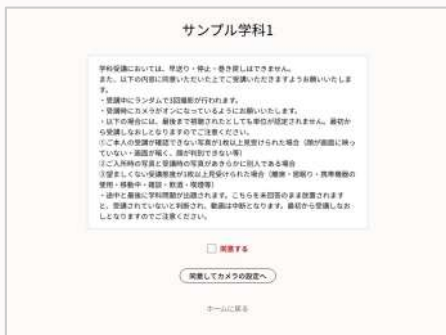 サンプル学科1
学科受講においては、早送り・停止・巻き戻しはできません。
また、以下の内容に同意いただいた上でご受講いただきますようお願いいたしま
す。
・受講中にランダムで3回撮影が行われます。
・受講時にカメラがオンになっているようにお願いいたします。
・以下の場合には、最後まで視聴されたとしても単位が認定されません。最初か
ら受講しなおしとなりますのでご注意ください。
①ご本人の受講が確認できない写真が1枚以上見受けられた場合（顔が画面に映っ
ていない・画面が暗く、顔が判別できない等）
②ご入所時の写真と受講時の写真があきらかに別人である場合
③望ましくない受講態度が1枚以上見受けられた場合（離席・居眠り・携帯機器の
使用・移動中・雑談・飲酒・喫煙等）
・途中と最後に学科問題が出題されます。こちらを未回答のまま放置されます
と、受講されていないと判断され、動画は中断となります。最初から受講しなお
しとなりますのでご注意ください。
同意する
同意してカメラの設定へ
ホームに戻る